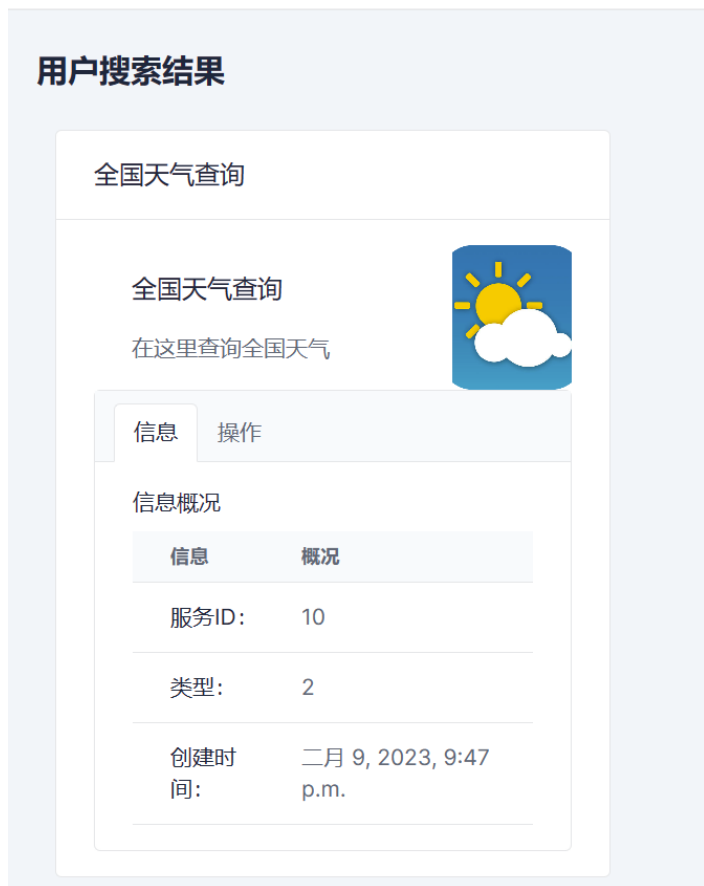 用户搜索结果
全国天气查询
全国天气查询
在这里查询全国天气
信息 操作
信息概况
信息 概况
服务ID： 10
类型： 2
创建时 二月 9, 2023, 9:47
间： p.m.